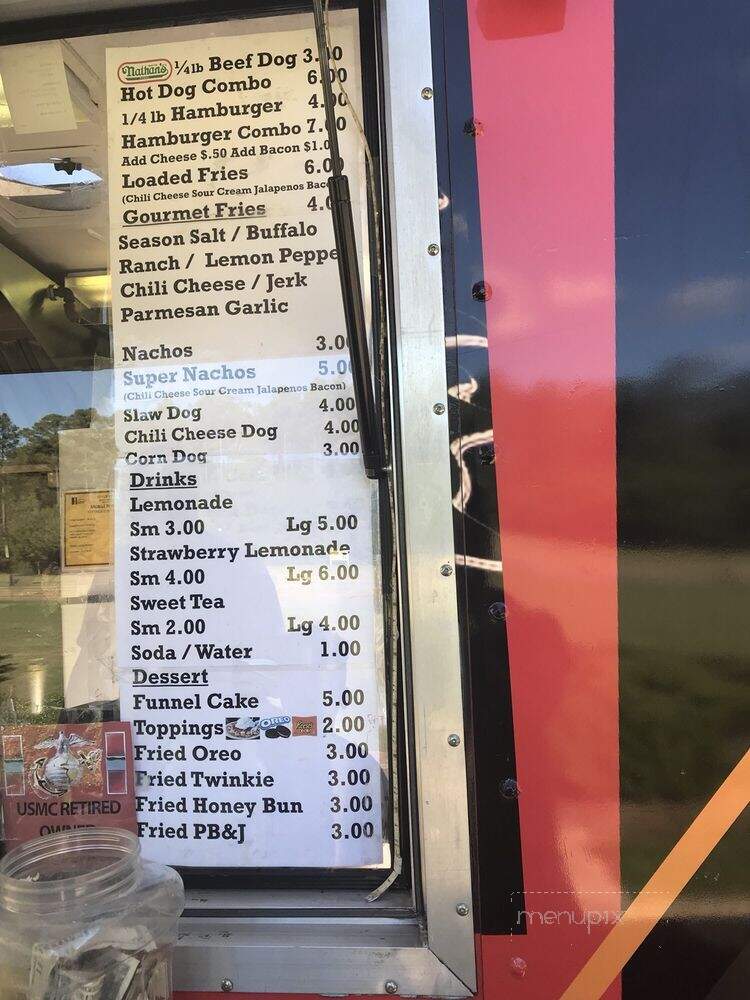 Nathan's 1/4 lb Beef Dog 3.00
Hot Dog Combo 6.00
1/4 lb Hamburger 4.00
Hamburger Combo 7.00
Add Cheese $.50 Add Bacon $1.0
Loaded Fries 6.00
(Chili Cheese Sour Cream Jalapenos Bac
Gourmet Fries 4.
Season Salt / Buffalo
Ranch / Lemon Peppe
Chili Cheese / Jerk
Parmesan Garlic
Nachos 3.00
Super Nachos 5.00
(Chili Cheese Sour Cream Jalapenos Bacon)
Slaw Dog 4.00
Chili Cheese Dog 4.00
Corn Dog 3.00
Drinks
Lemonade
Sm 3.00 Lg 5.00
Strawberry Lemonade
Sm 4.00 Lg 6.00
Sweet Tea
Sm 2.00 Lg 4.00
Soda / Water 1.00
Dessert
Funnel Cake 5.00
Toppings OREO 2.00
Fried Oreo 3.00
Fried Twinkie 3.00
Fried Honey Bun 3.00
Fried PB&J 3.00
USMC RETIRED
OWNER
menupix